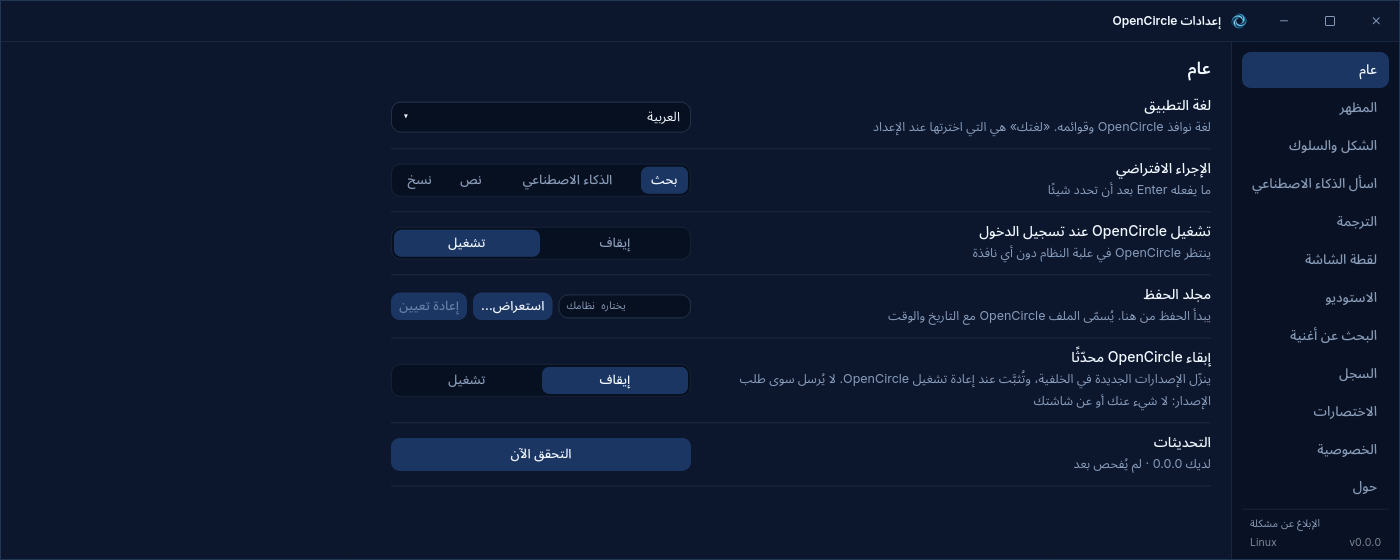 إعدادات OpenCircle
عام
المظهر
الشكل والسلوك
اسأل الذكاء الاصطناعي
الترجمة
لقطة الشاشة
الاستوديو
البحث عن أغنية
السجل
الاختصارات
الخصوصية
حول
الإبلاغ عن مشكلة
Linux v0.0.0
عام
لغة التطبيق
لغة نوافذ OpenCircle وقوائمه. «لغتك» هي التي اخترتها عند الإعداد
العربية
الإجراء الافتراضي
ما يفعله Enter بعد أن تحدد شيئًا
بحث الذكاء الاصطناعي نص نسخ
تشغيل OpenCircle عند تسجيل الدخول
ينتظر OpenCircle في علبة النظام دون أي نافذة
إيقاف تشغيل
مجلد الحفظ
يبدأ الحفظ من هنا. يُسمّى الملف OpenCircle مع التاريخ والوقت
يختاره نظامك استعراض... إعادة تعيين
إبقاء OpenCircle محدّثًا
ينزّل الإصدارات الجديدة في الخلفية، وتُثبَّت عند إعادة تشغيل OpenCircle. لا يُرسل سوى طلب
الإصدار: لا شيء عنك أو عن شاشتك
إيقاف تشغيل
التحديثات
لديك 0.0.0 · لم يُفحص بعد
التحقق الآن